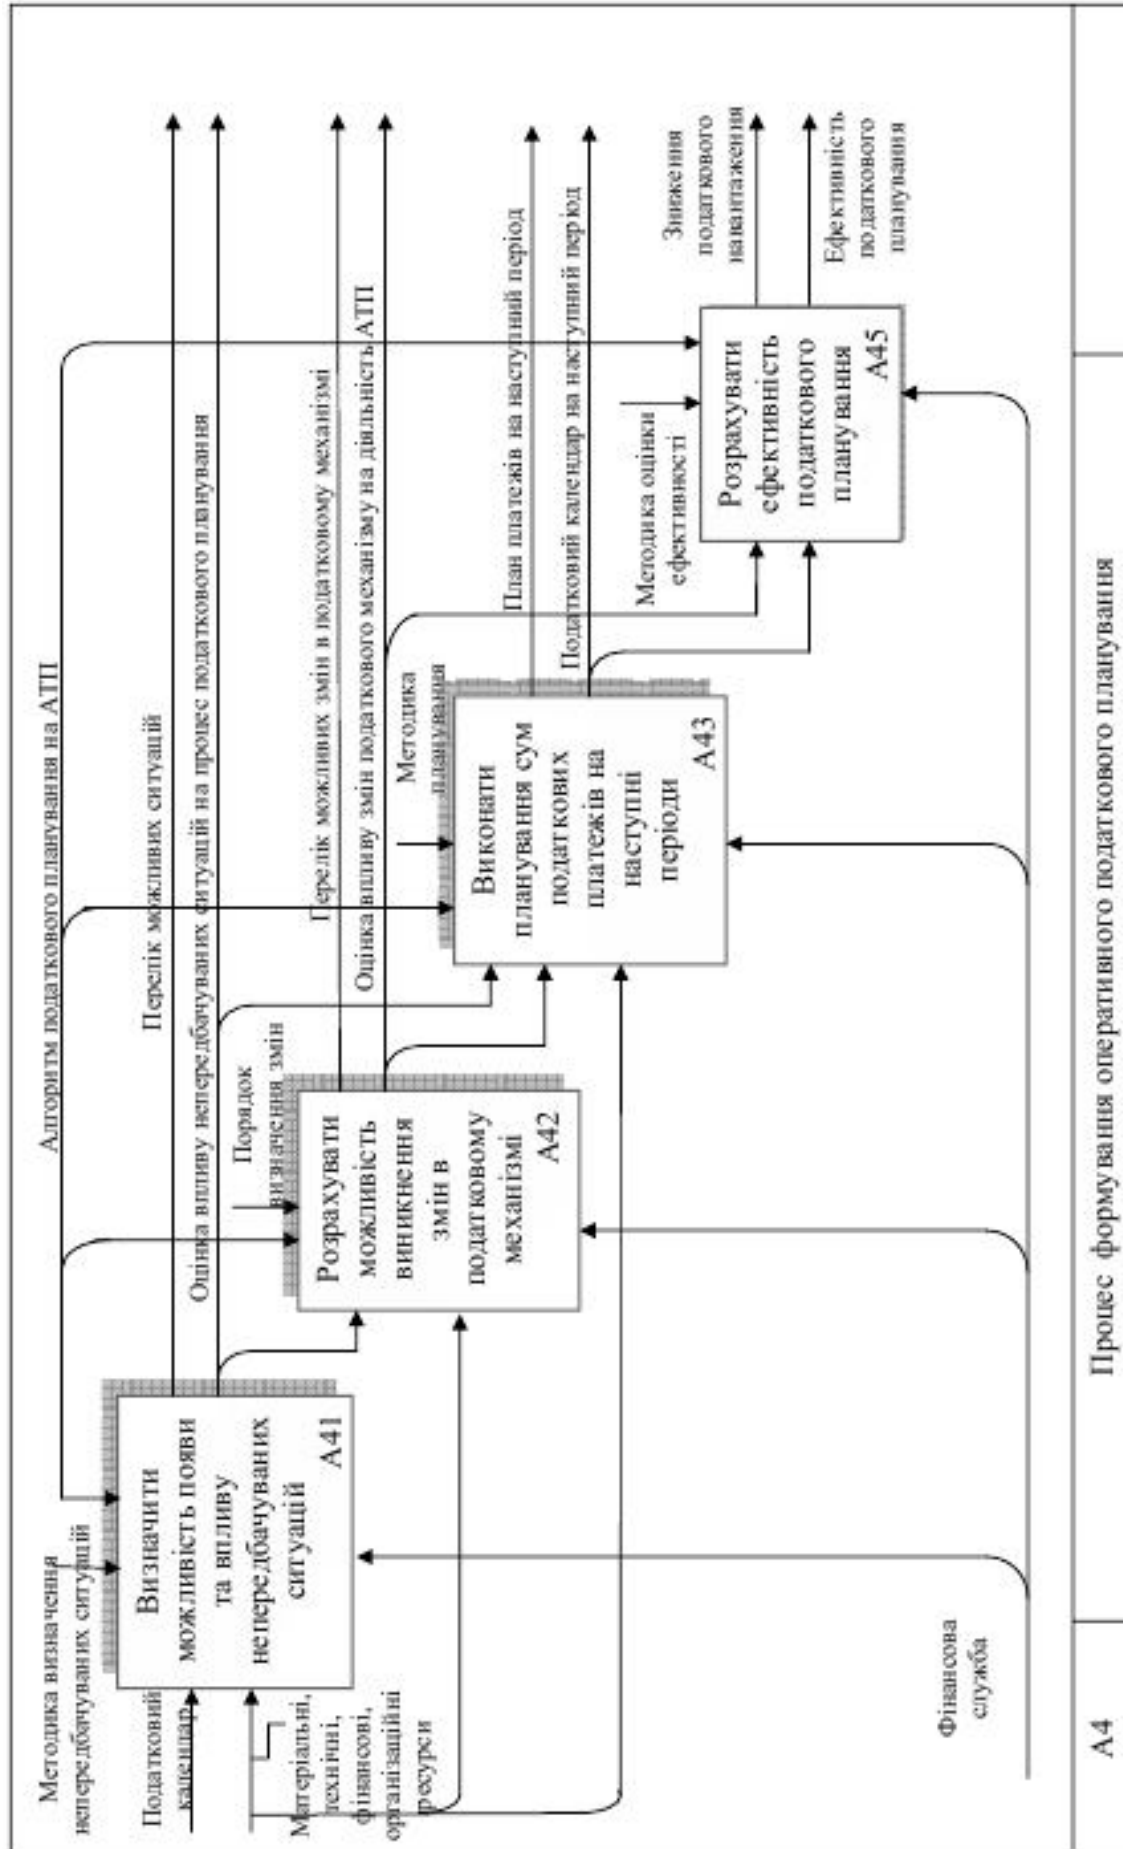 Алгоритм податкового планування на АТП
Методика визначення
непередбачуваних ситуацій
Податковий
календар
Матеріальні,
технічні,
фінансові,
організаційні
ресурси
Визначити
можливість появи
та впливу
непередбачуваних
ситуацій
А41
Перелік можливих ситуацій
Оцінка впливу непередбачуваних ситуацій на процес податкового планування
Порядок
визначення змін
Розрахувати
можливість
виникнення
змін в
податковому
механізмі
А42
Перелік можливих змін в податковому механізмі
Оцінка впливу змін податкового механізму на діяльність АТП
Методика
планування
Виконати
планування сум
податкових
платежів на
наступні
періоди
А43
План платежів на наступний період
Податковий календар на наступний період
Методика оцінки
ефективності
Розрахувати
ефективність
податкового
планування
А45
Зниження
податкового
навантаження
Ефективність
податкового
планування
Фінансова
служба
А4
Процес формування оперативного податкового планування